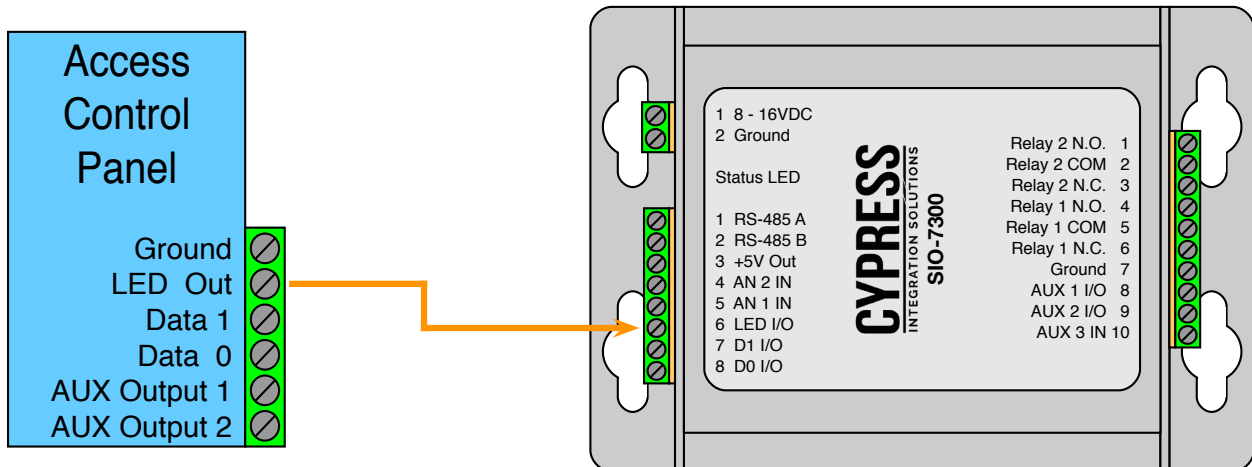 Access
Control
Panel
Ground
LED Out
Data 1
Data 0
AUX Output 1
AUX Output 2
1 8 - 16VDC
2 Ground
Status LED
1 RS-485 A
2 RS-485 B
3 +5V Out
4 AN 2 IN
5 AN 1 IN
6 LED I/O
7 D1 I/O
8 D0 I/O
CYPRESS
INTEGRATION SOLUTIONS
SIO-7300
Relay 2 N.O. 1
Relay 2 COM 2
Relay 2 N.C. 3
Relay 1 N.O. 4
Relay 1 COM 5
Relay 1 N.C. 6
Ground 7
AUX 1 I/O 8
AUX 2 I/O 9
AUX 3 IN 10